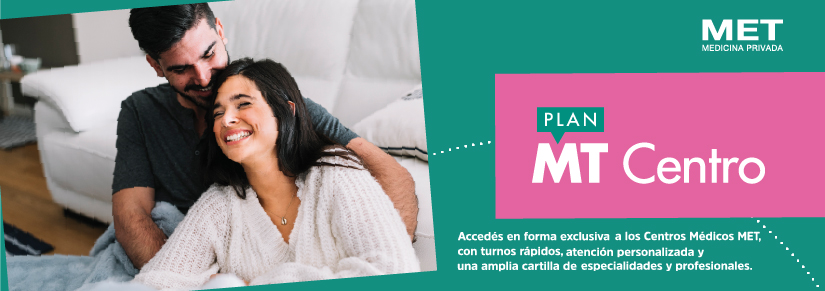 MET
MEDICINA PRIVADA
PLAN
MT Centro
Accedés en forma exclusiva a los Centros Médicos MET,
con turnos rápidos, atención personalizada y
una amplia cartilla de especialidades y profesionales.